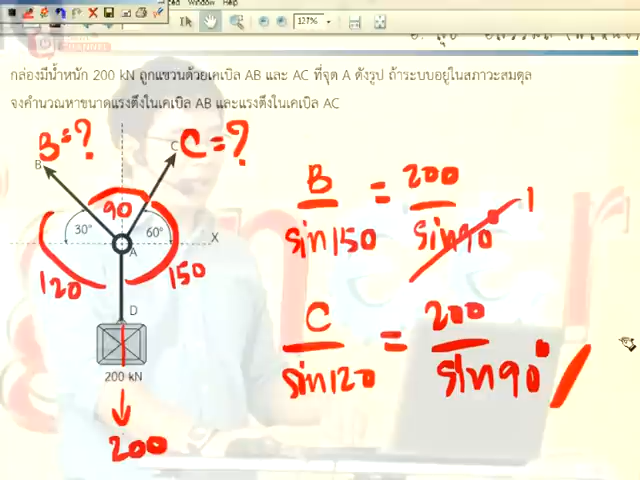 Window Help
127%
กล่องมีน้ำหนัก 200 kN ถูกแขวนด้วยเคเบิล AB และ AC ที่จุด A ดังรูป ถ้าระบบอยู่ในสภาวะสมดุล
จงคำนวณหาขนาดแรงตึงในเคเบิล AB และแรงตึงในเคเบิล AC
B=? C=?
B C
90
30° 60° X
A
120 150
D
200 kN
200
B/sin150 = 200/sin90 1
C/sin120 = 200/sin90°
CHANNEL